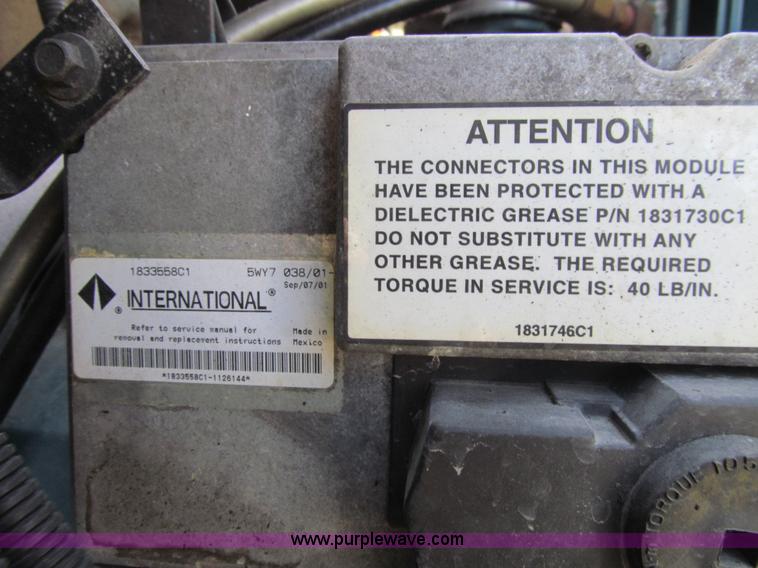 ATTENTION
THE CONNECTORS IN THIS MODULE
HAVE BEEN PROTECTED WITH A
DIELECTRIC GREASE P/N 1831730C1
DO NOT SUBSTITUTE WITH ANY
OTHER GREASE. THE REQUIRED
TORQUE IN SERVICE IS: 40 LB/IN.
1831746C1
1833558C1 5WY7 038/01-
Sep/07/01
INTERNATIONAL®
Refer to service manual for
removal and replacement instructions
Made in
Mexico
*1833558C1-1126144*
TORQUE TO
www.purplewave.com